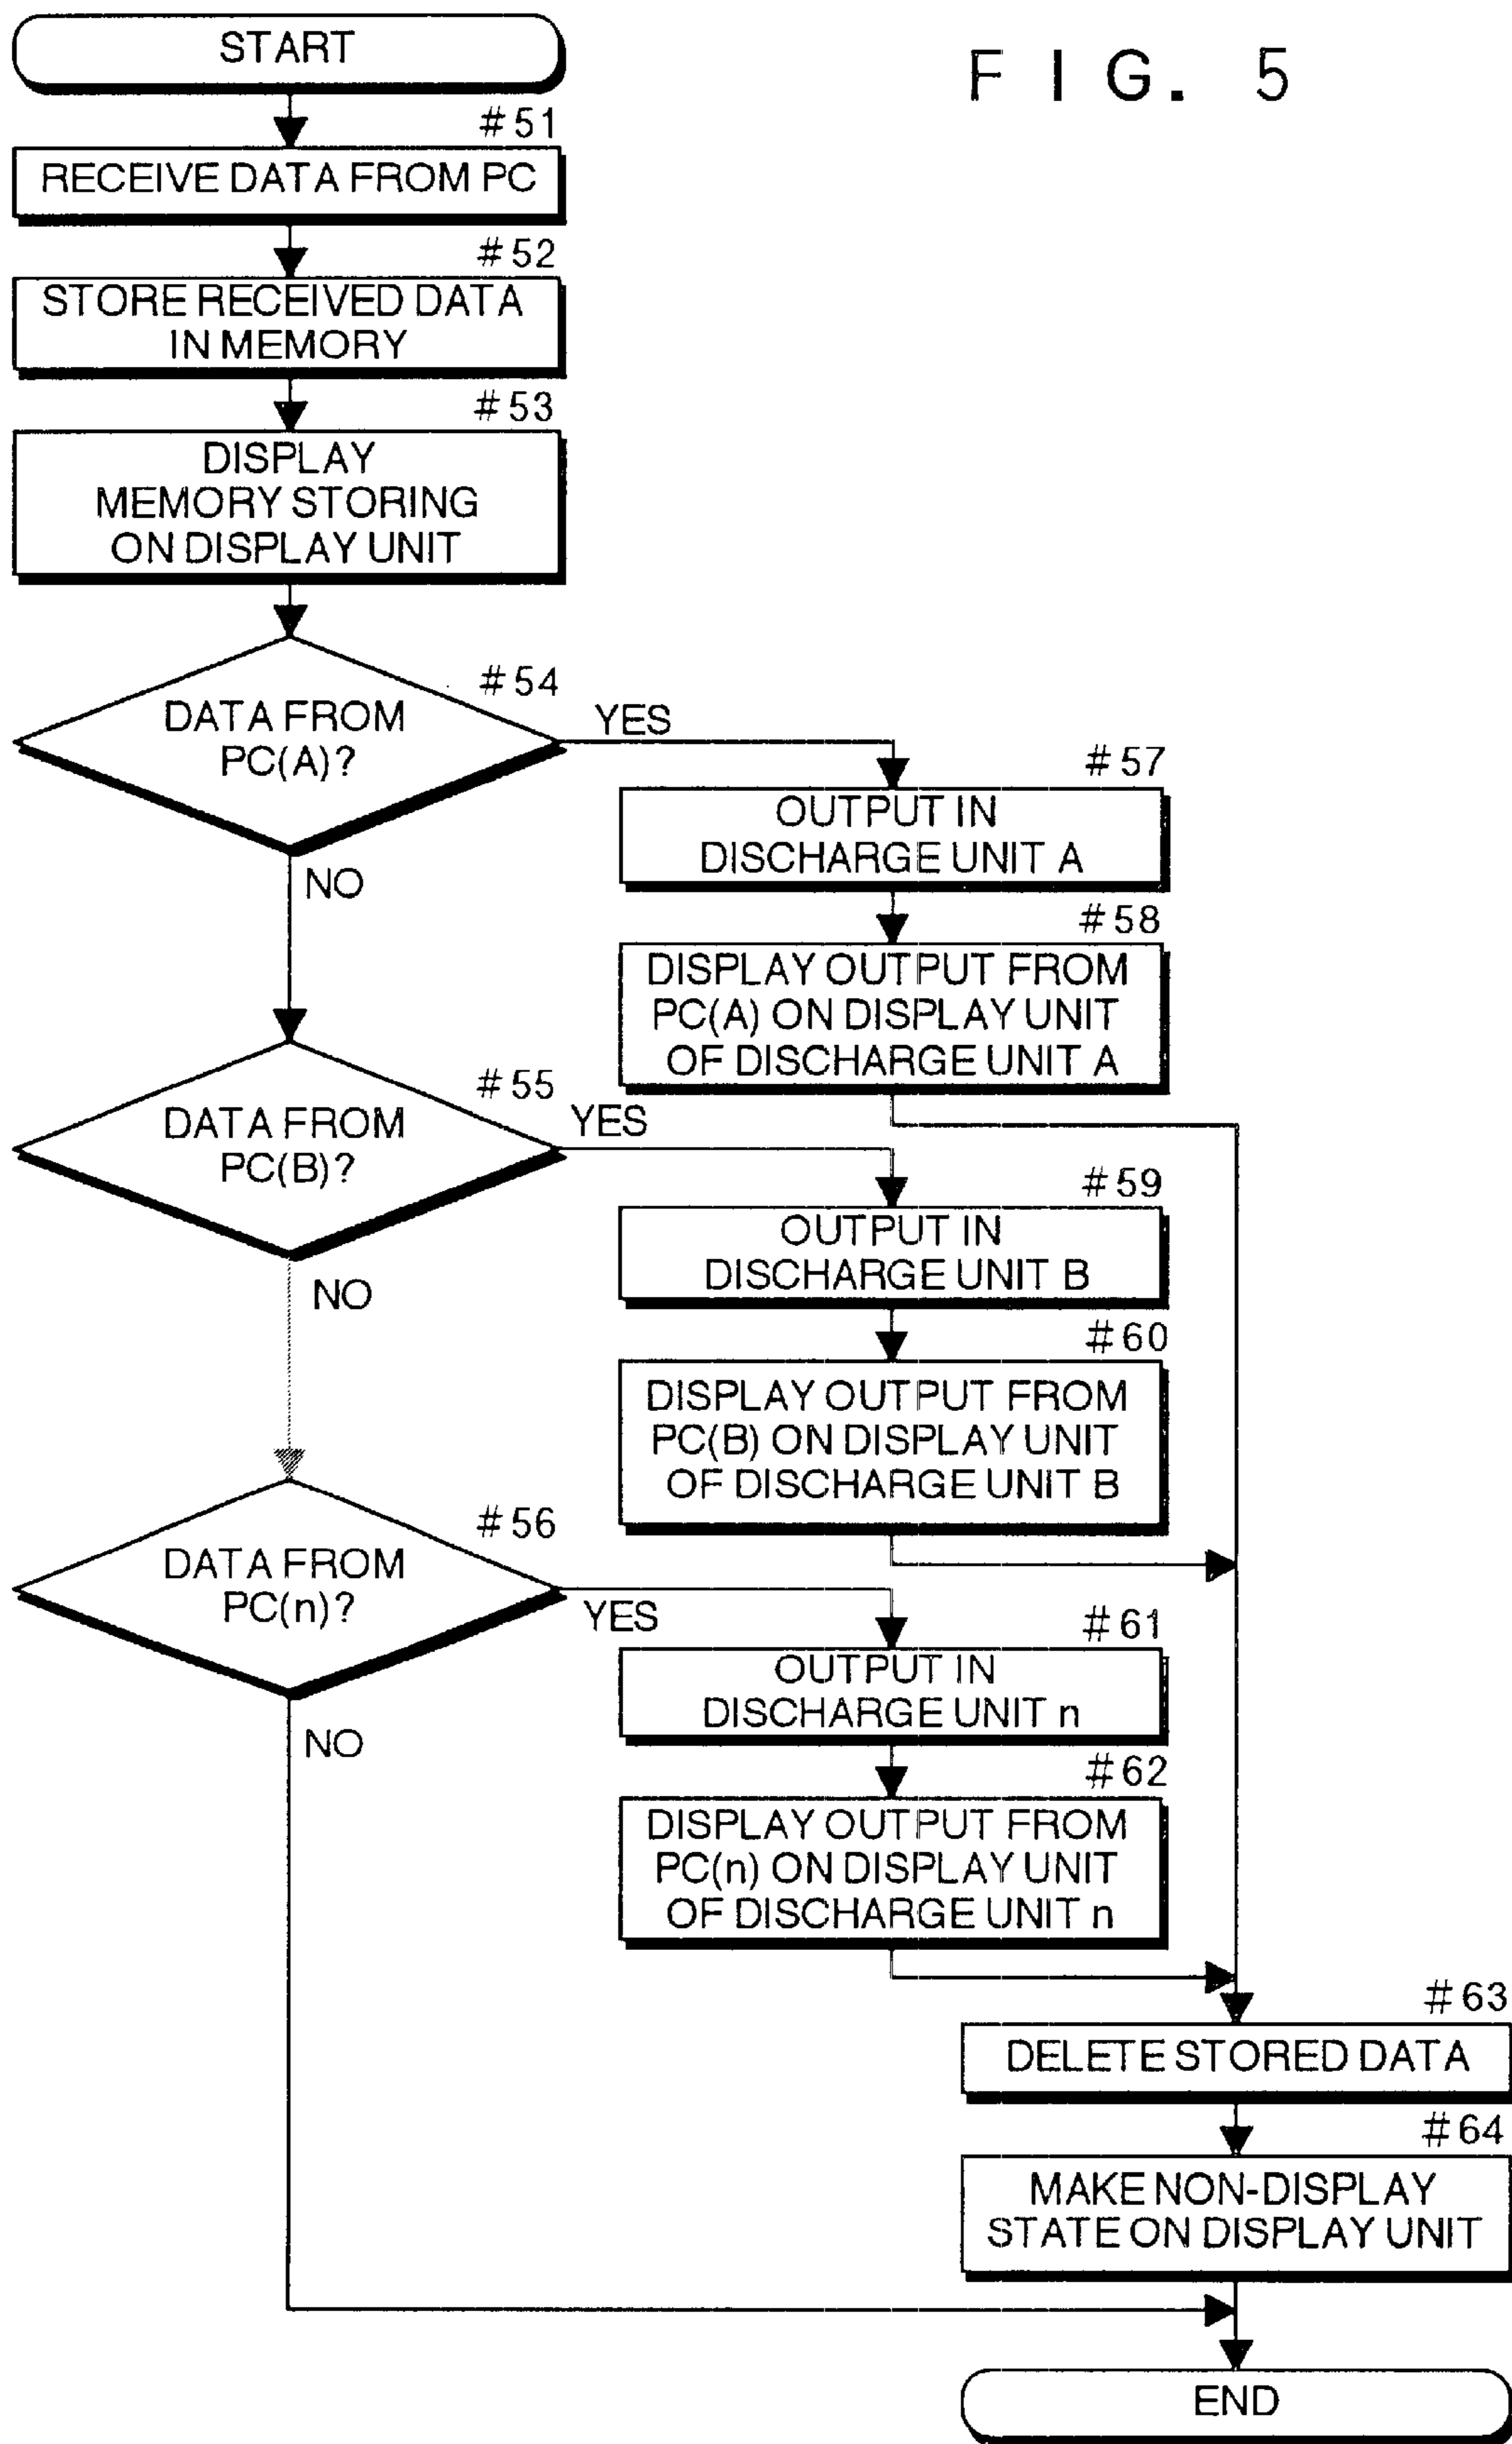 START
F I G. 5
#51
RECEIVE DATA FROM PC
#52
STORE RECEIVED DATA
IN MEMORY
#53
DISPLAY
MEMORY STORING
ON DISPLAY UNIT
#54
DATA FROM
PC(A)?
YES
NO
#57
OUTPUT IN
DISCHARGE UNIT A
#58
DISPLAY OUTPUT FROM
PC(A) ON DISPLAY UNIT
OF DISCHARGE UNIT A
#55
DATA FROM
PC(B)?
YES
NO
#59
OUTPUT IN
DISCHARGE UNIT B
#60
DISPLAY OUTPUT FROM
PC(B) ON DISPLAY UNIT
OF DISCHARGE UNIT B
#56
DATA FROM
PC(n)?
YES
NO
#61
OUTPUT IN
DISCHARGE UNIT n
#62
DISPLAY OUTPUT FROM
PC(n) ON DISPLAY UNIT
OF DISCHARGE UNIT n
#63
DELETE STORED DATA
#64
MAKE NON-DISPLAY
STATE ON DISPLAY UNIT
END